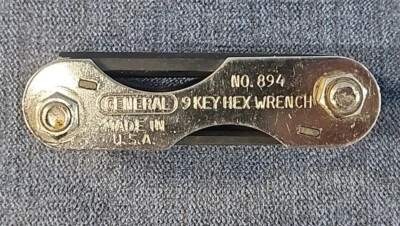 NO. 894
GENERAL 9 KEY HEX WRENCH
MADE IN
U.S.A.